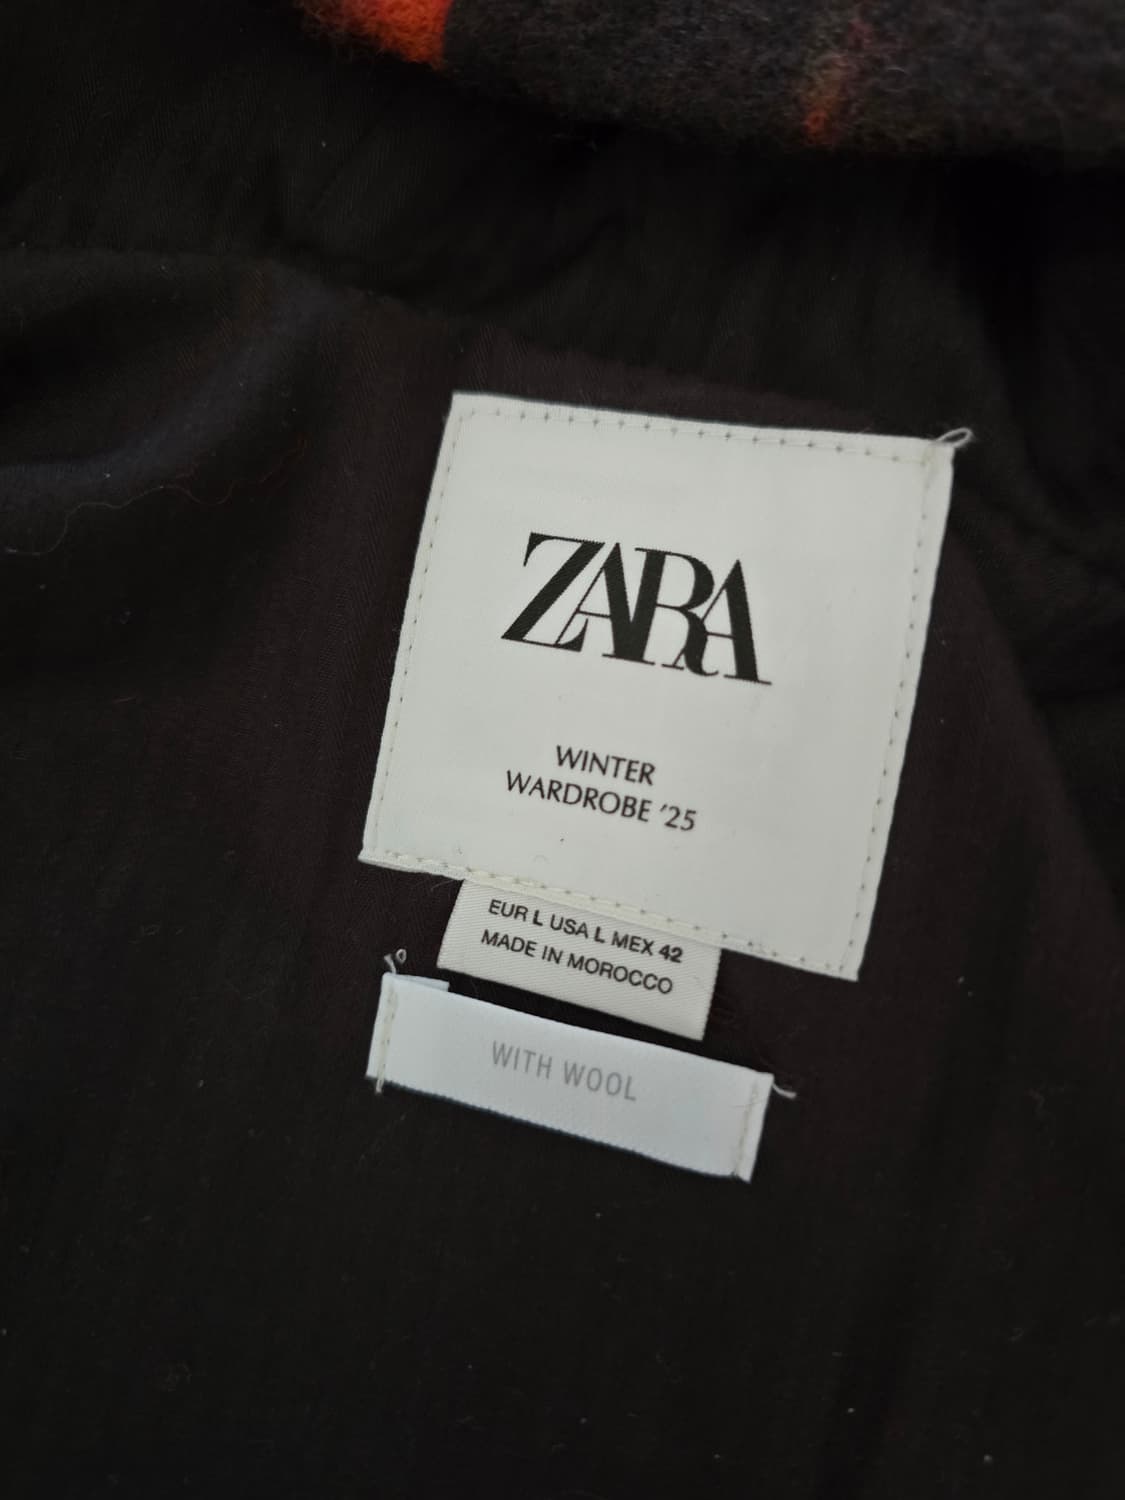 ZARA
WINTER
WARDROBE '25
EUR L USA L MEX 42
MADE IN MOROCCO
WITH WOOL